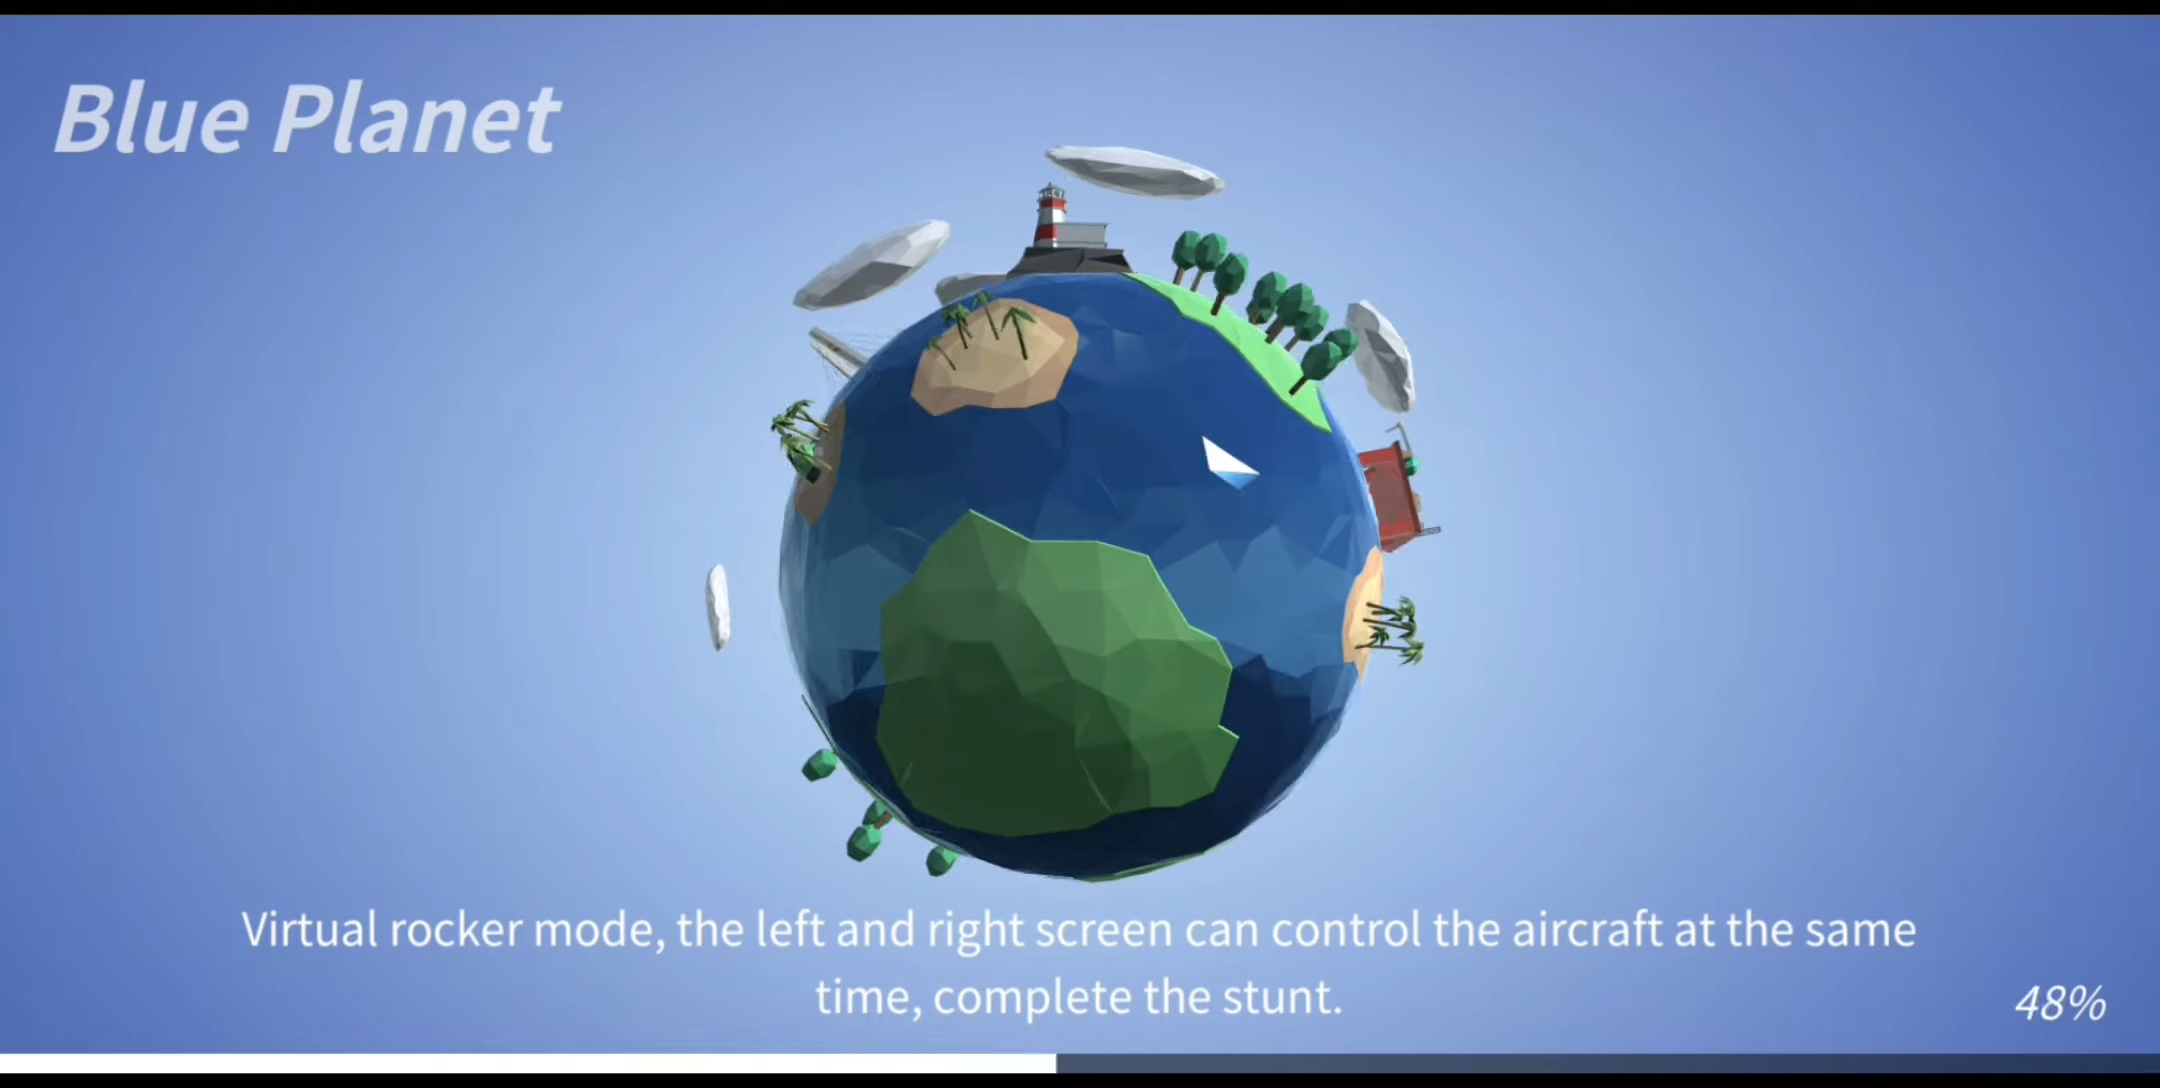 Blue Planet
Virtual rocker mode, the left and right screen can control the aircraft at the same
time, complete the stunt.
48%